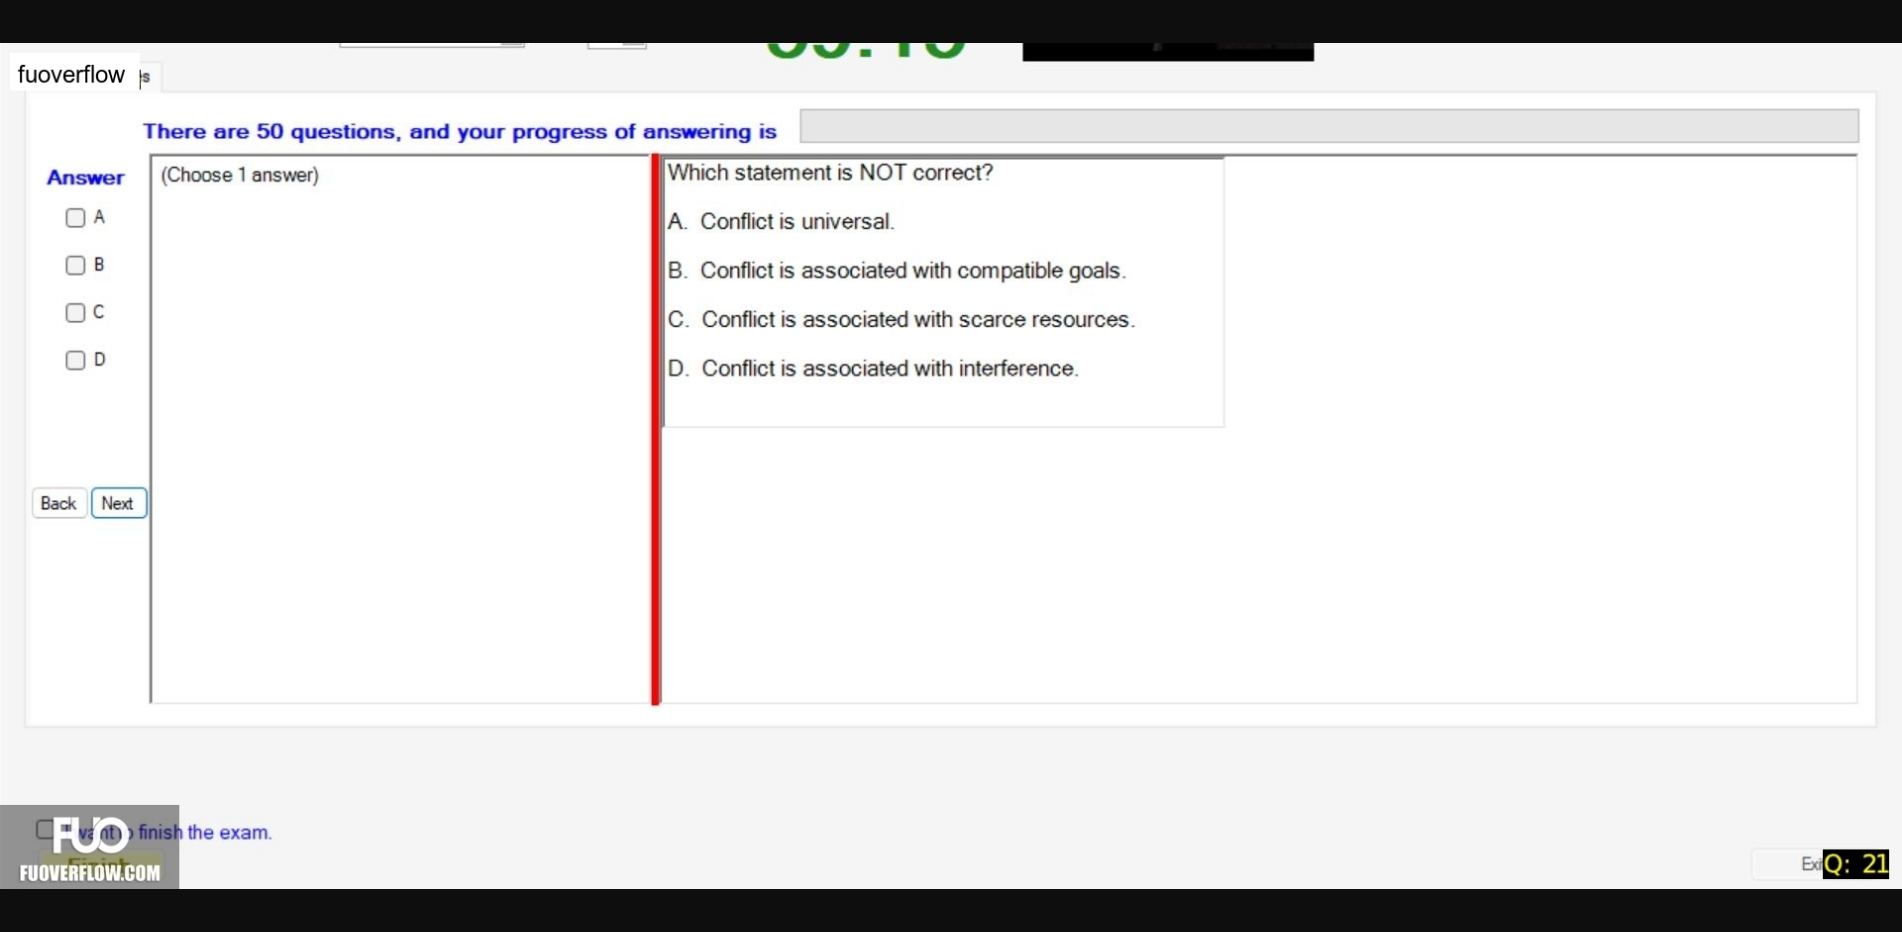 fuoverflow
There are 50 questions, and your progress of answering is
Answer
(Choose 1 answer)
A
B
C
D
Back Next
Which statement is NOT correct?
A. Conflict is universal.
B. Conflict is associated with compatible goals.
C. Conflict is associated with scarce resources.
D. Conflict is associated with interference.
want to finish the exam.
FUO
FUOVERFLOW.COM
Q: 21